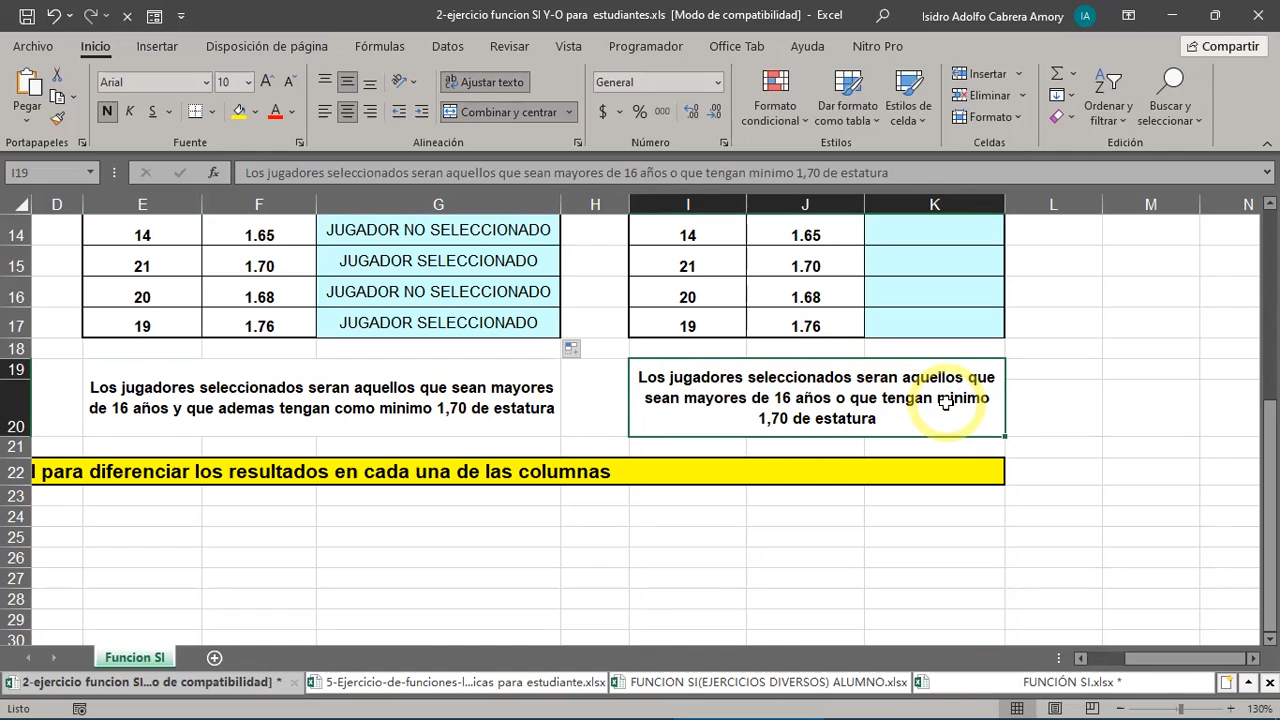 2-ejercicio funcion SI Y-O para estudiantes.xls [Modo de compatibilidad] - Excel
Isidro Adolfo Cabrera Amory
IA
Archivo Inicio Insertar Disposición de página Fórmulas Datos Revisar Vista Programador Office Tab Ayuda Nitro Pro Compartir
Pegar
Arial 10
N K S
Ajustar texto
Combinar y centrar
General
$ % 000
Formato condicional
Dar formato como tabla
Estilos de celda
Insertar
Eliminar
Formato
Ordenar y filtrar
Buscar y seleccionar
Portapapeles Fuente Alineación Número Estilos Celdas Edición
I19 fx Los jugadores seleccionados seran aquellos que sean mayores de 16 años o que tengan minimo 1,70 de estatura
D E F G H I J K L M N
14 14 1.65 JUGADOR NO SELECCIONADO 14 1.65
15 21 1.70 JUGADOR SELECCIONADO 21 1.70
16 20 1.68 JUGADOR NO SELECCIONADO 20 1.68
17 19 1.76 JUGADOR SELECCIONADO 19 1.76
18
19
20
Los jugadores seleccionados seran aquellos que sean mayores
de 16 años y que ademas tengan como minimo 1,70 de estatura
Los jugadores seleccionados seran aquellos que
sean mayores de 16 años o que tengan minimo
1,70 de estatura
21
22 l para diferenciar los resultados en cada una de las columnas
23
24
25
26
27
28
29
30
Funcion SI
2-ejercicio funcion SI...o de compatibilidad] * 5-Ejercicio-de-funciones-l...icas para estudiante.xlsx FUNCION SI(EJERCICIOS DIVERSOS) ALUMNO.xlsx FUNCIÓN SI.xlsx *
Listo 130%